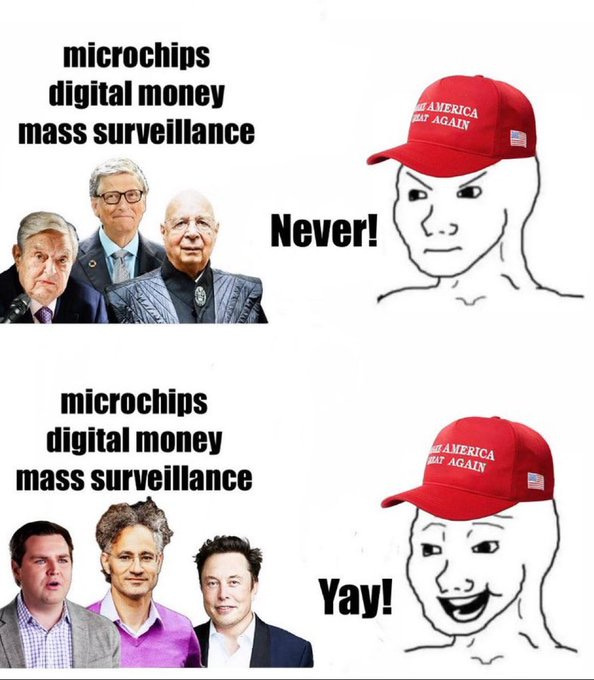 microchips
digital money
mass surveillance
AMERICA
AGAIN
Never!
microchips
digital money
mass surveillance
AMERICA
AGAIN
Yay!